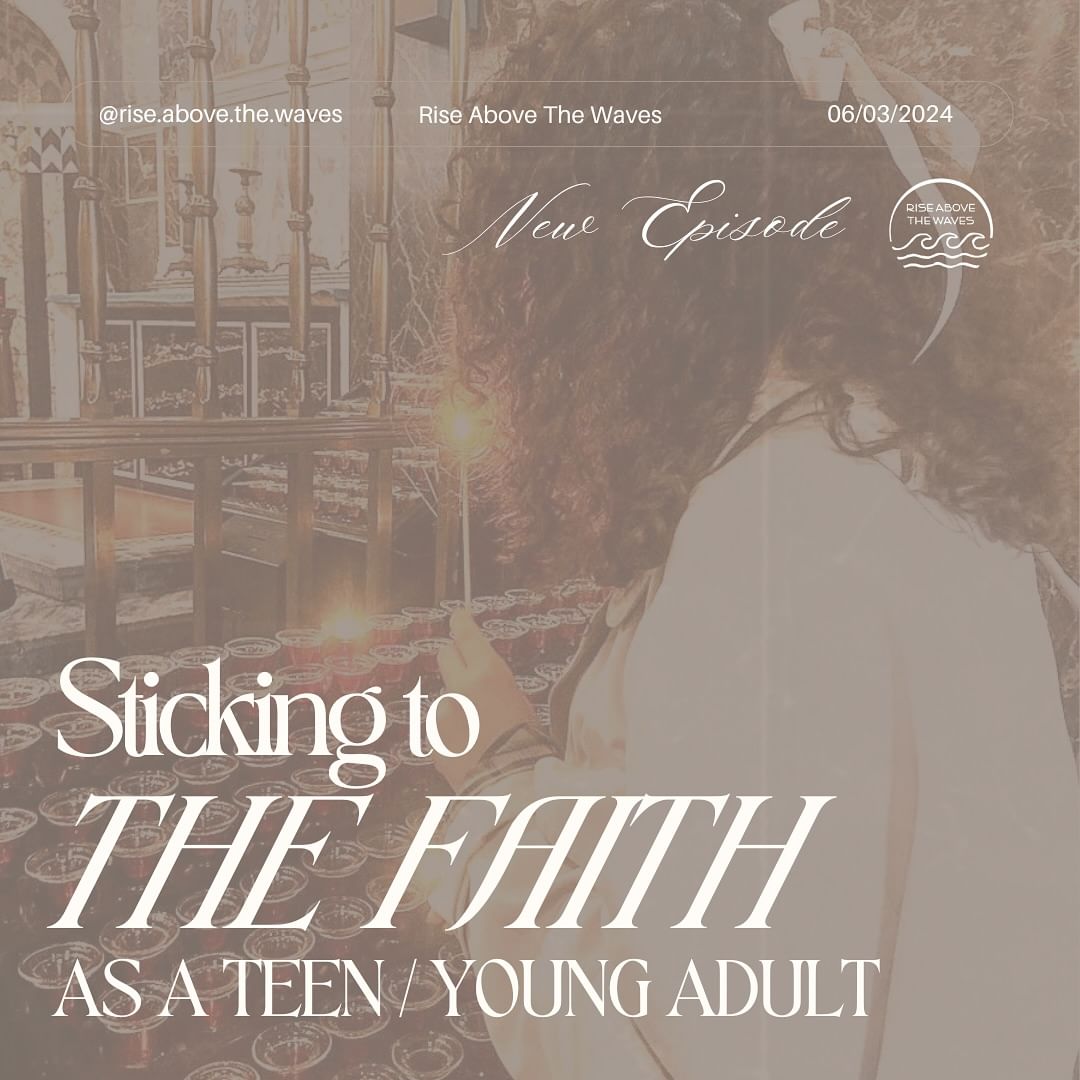 @rise.above.the.waves Rise Above The Waves 06/03/2024
New Episode
RISE ABOVE
THE WAVES
Sticking to
THE FAITH
AS A TEEN / YOUNG ADULT